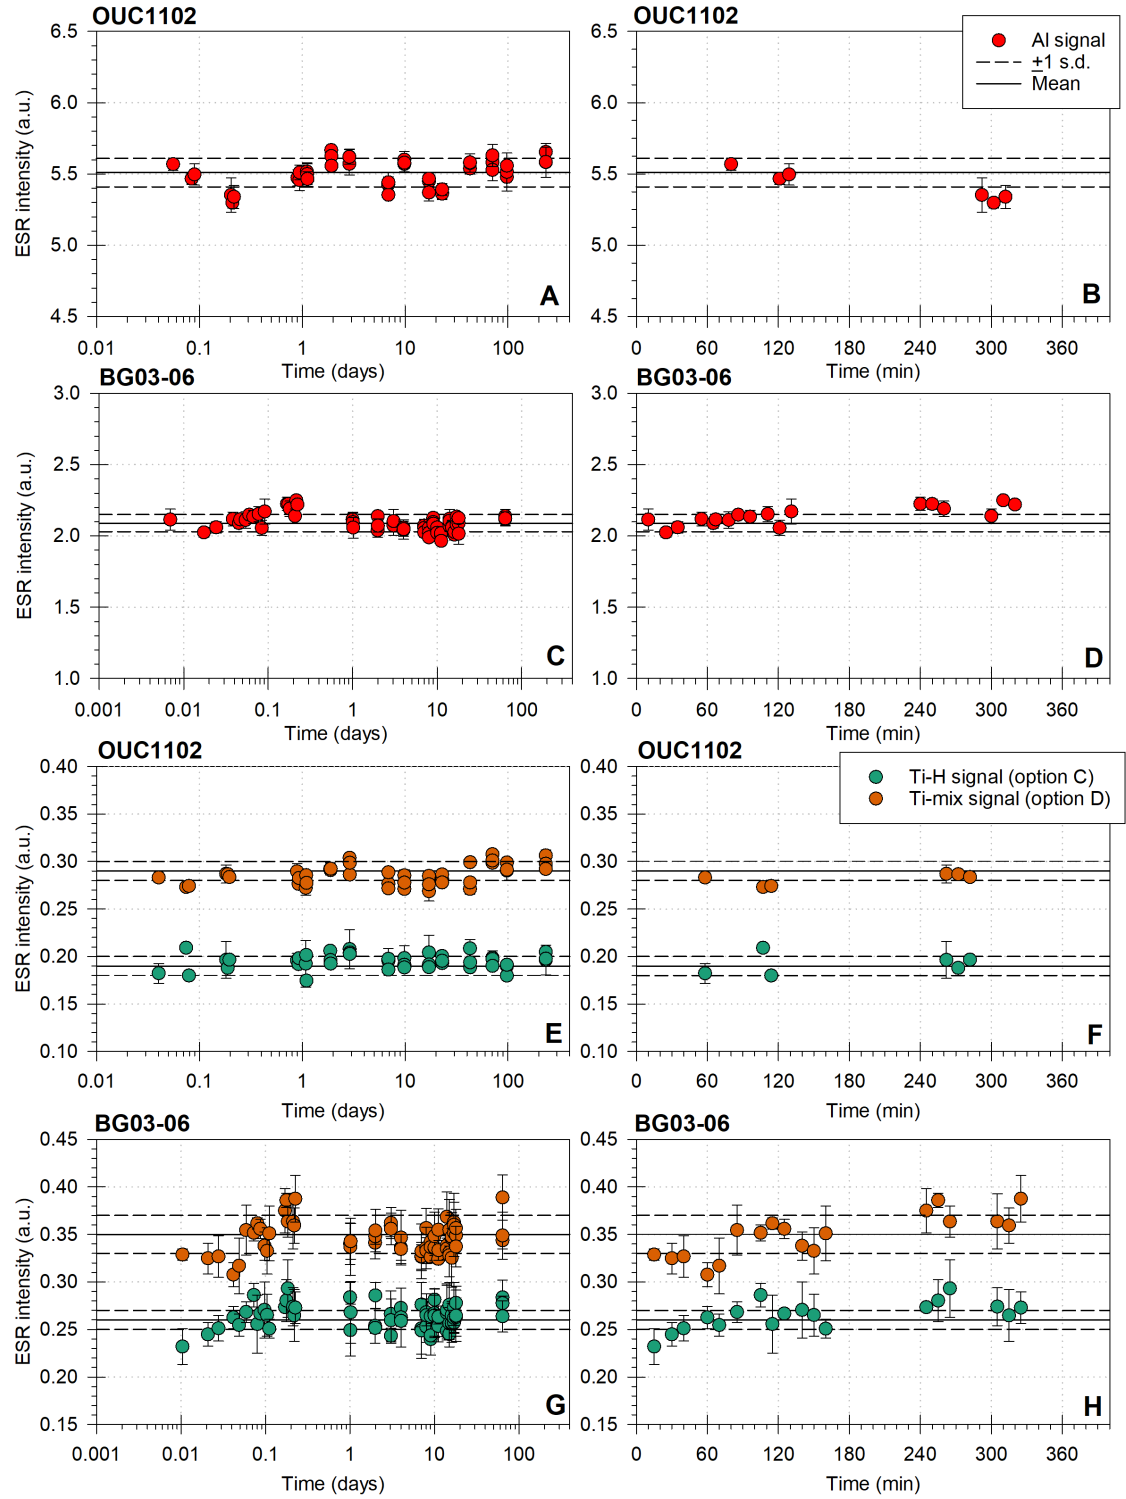 OUC1102
6.5
6.0
5.5
5.0
4.5
ESR intensity (a.u.)
A
0.01 0.1 1 10 100
Time (days)
Al signal
+1 s.d.
Mean
B
0 60 120 180 240 300 360
Time (min)
BG03-06
3.0
2.5
2.0
1.5
1.0
ESR intensity (a.u.)
C
0.001 0.01 0.1 1 10 100
Time (days)
BG03-06
D
0 60 120 180 240 300 360
Time (min)
OUC1102
0.40
0.35
0.30
0.25
0.20
0.15
0.10
ESR intensity (a.u.)
E
0.01 0.1 1 10 100
Time (days)
OUC1102
Ti-H signal (option C)
Ti-mix signal (option D)
F
0 60 120 180 240 300 360
Time (min)
BG03-06
0.45
0.40
0.35
0.30
0.25
0.20
0.15
ESR intensity (a.u.)
G
0.001 0.01 0.1 1 10 100
Time (days)
BG03-06
H
0 60 120 180 240 300 360
Time (min)